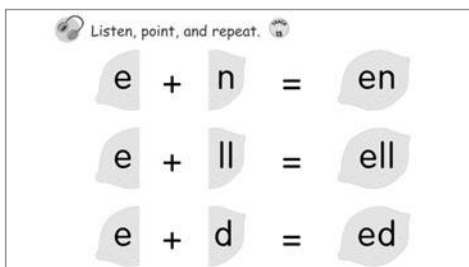 Listen, point, and repeat.
e + n = en
e + ll = ell
e + d = ed